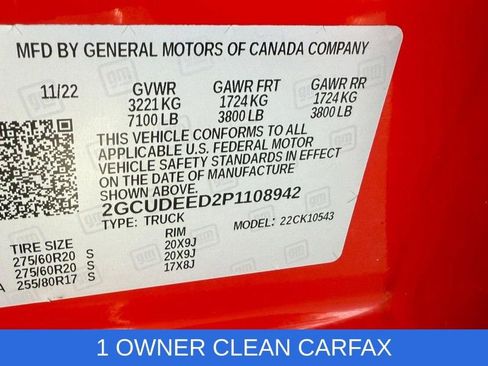 MFD BY GENERAL MOTORS OF CANADA COMPANY
11/22 GVWR GAWR FRT GAWR RR
3221 KG 1724 KG 1724 KG
7100 LB 3800 LB 3800 LB
THIS VEHICLE CONFORMS TO ALL
APPLICABLE U.S. FEDERAL MOTOR
VEHICLE SAFETY STANDARDS IN EFFECT
ON THE DATE OF MANUFACTURE
SHOWN ABOVE.
2GCUDEED2P1108942
TYPE: TRUCK MODEL: 22CK10543
TIRE SIZE RIM
275/60R20 S 20X9J
275/60R20 S 20X9J
255/80R17 S 17X8J
1 OWNER CLEAN CARFAX